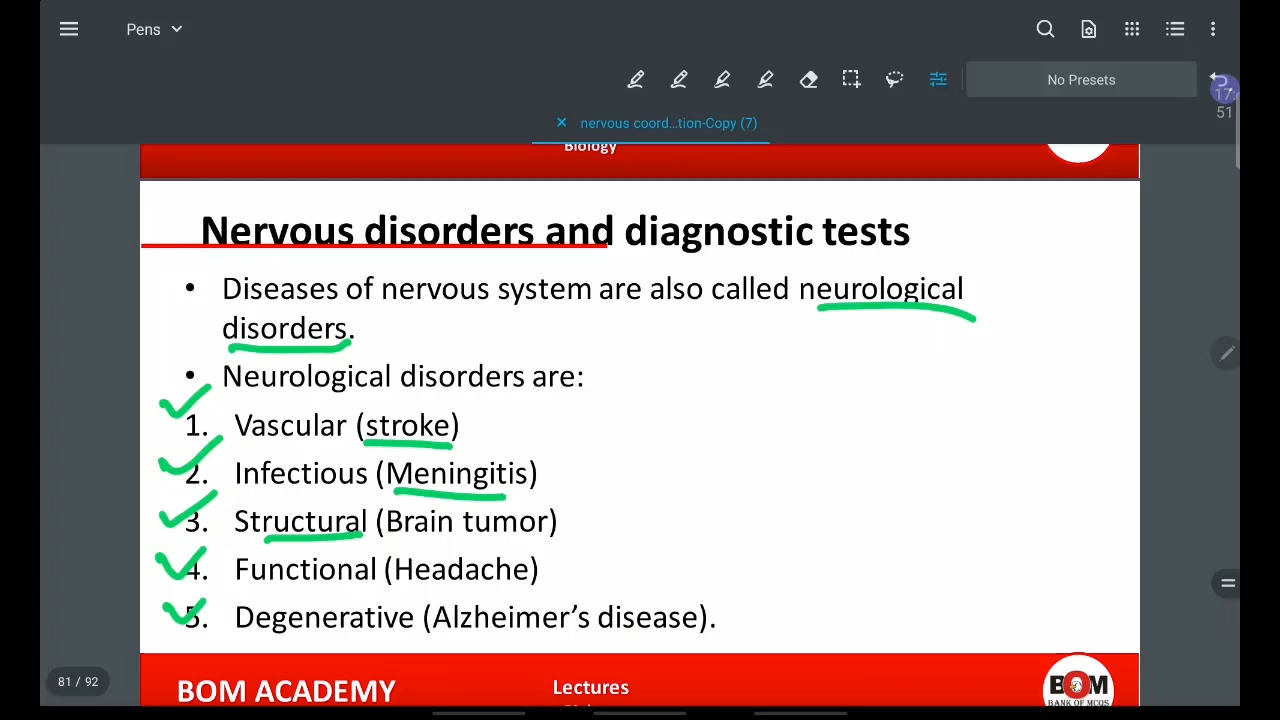 Pens
No Presets
17:
51
nervous coord...tion-Copy (7)
Biology
Nervous disorders and diagnostic tests
• Diseases of nervous system are also called neurological
disorders.
• Neurological disorders are:
1. Vascular (stroke)
2. Infectious (Meningitis)
3. Structural (Brain tumor)
4. Functional (Headache)
5. Degenerative (Alzheimer’s disease).
81 / 92
BOM ACADEMY
Lectures
BOM
BANK OF MCQS